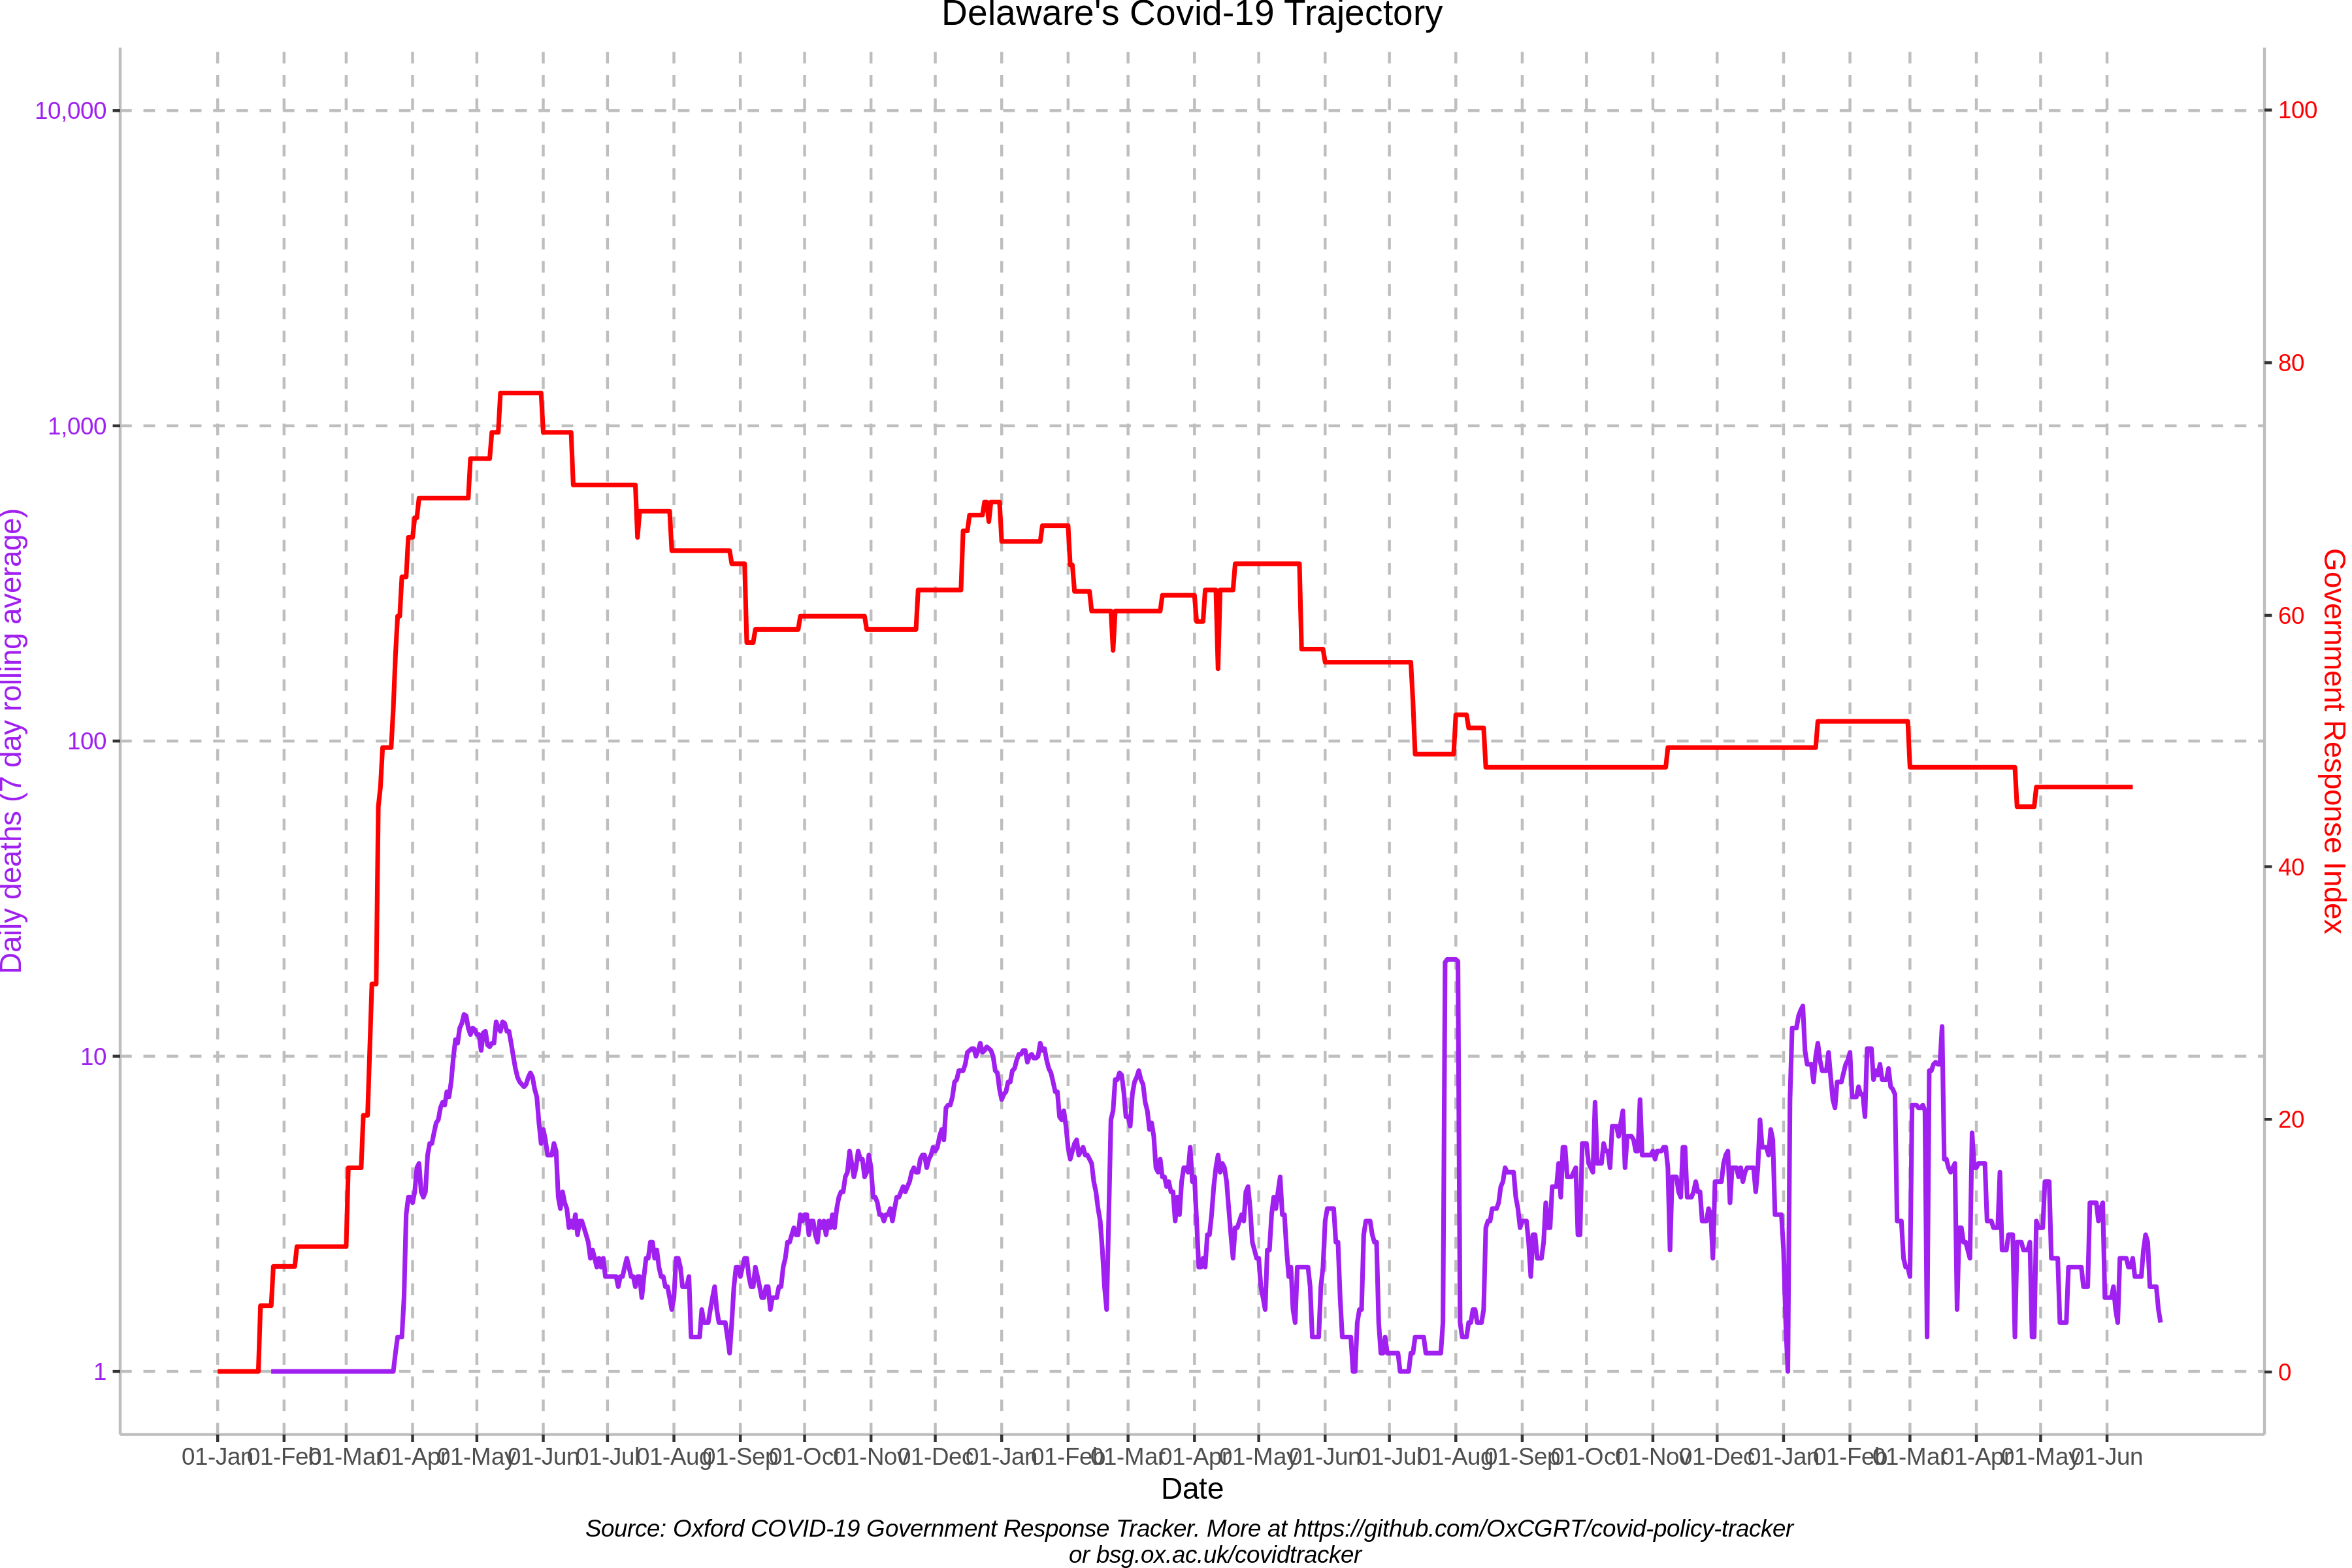 Delaware's Covid-19 Trajectory
10,000
1,000
100
10
1
Daily deaths (7 day rolling average)
100
80
60
40
20
0
Government Response Index
01-Jan 01-Feb 01-Mar 01-Apr 01-May 01-Jun 01-Jul 01-Aug 01-Sep 01-Oct 01-Nov 01-Dec 01-Jan 01-Feb 01-Mar 01-Apr 01-May 01-Jun 01-Jul 01-Aug 01-Sep 01-Oct 01-Nov 01-Dec 01-Jan 01-Feb 01-Mar 01-Apr 01-May 01-Jun
Date
Source: Oxford COVID-19 Government Response Tracker. More at https://github.com/OxCGRT/covid-policy-tracker
or bsg.ox.ac.uk/covidtracker